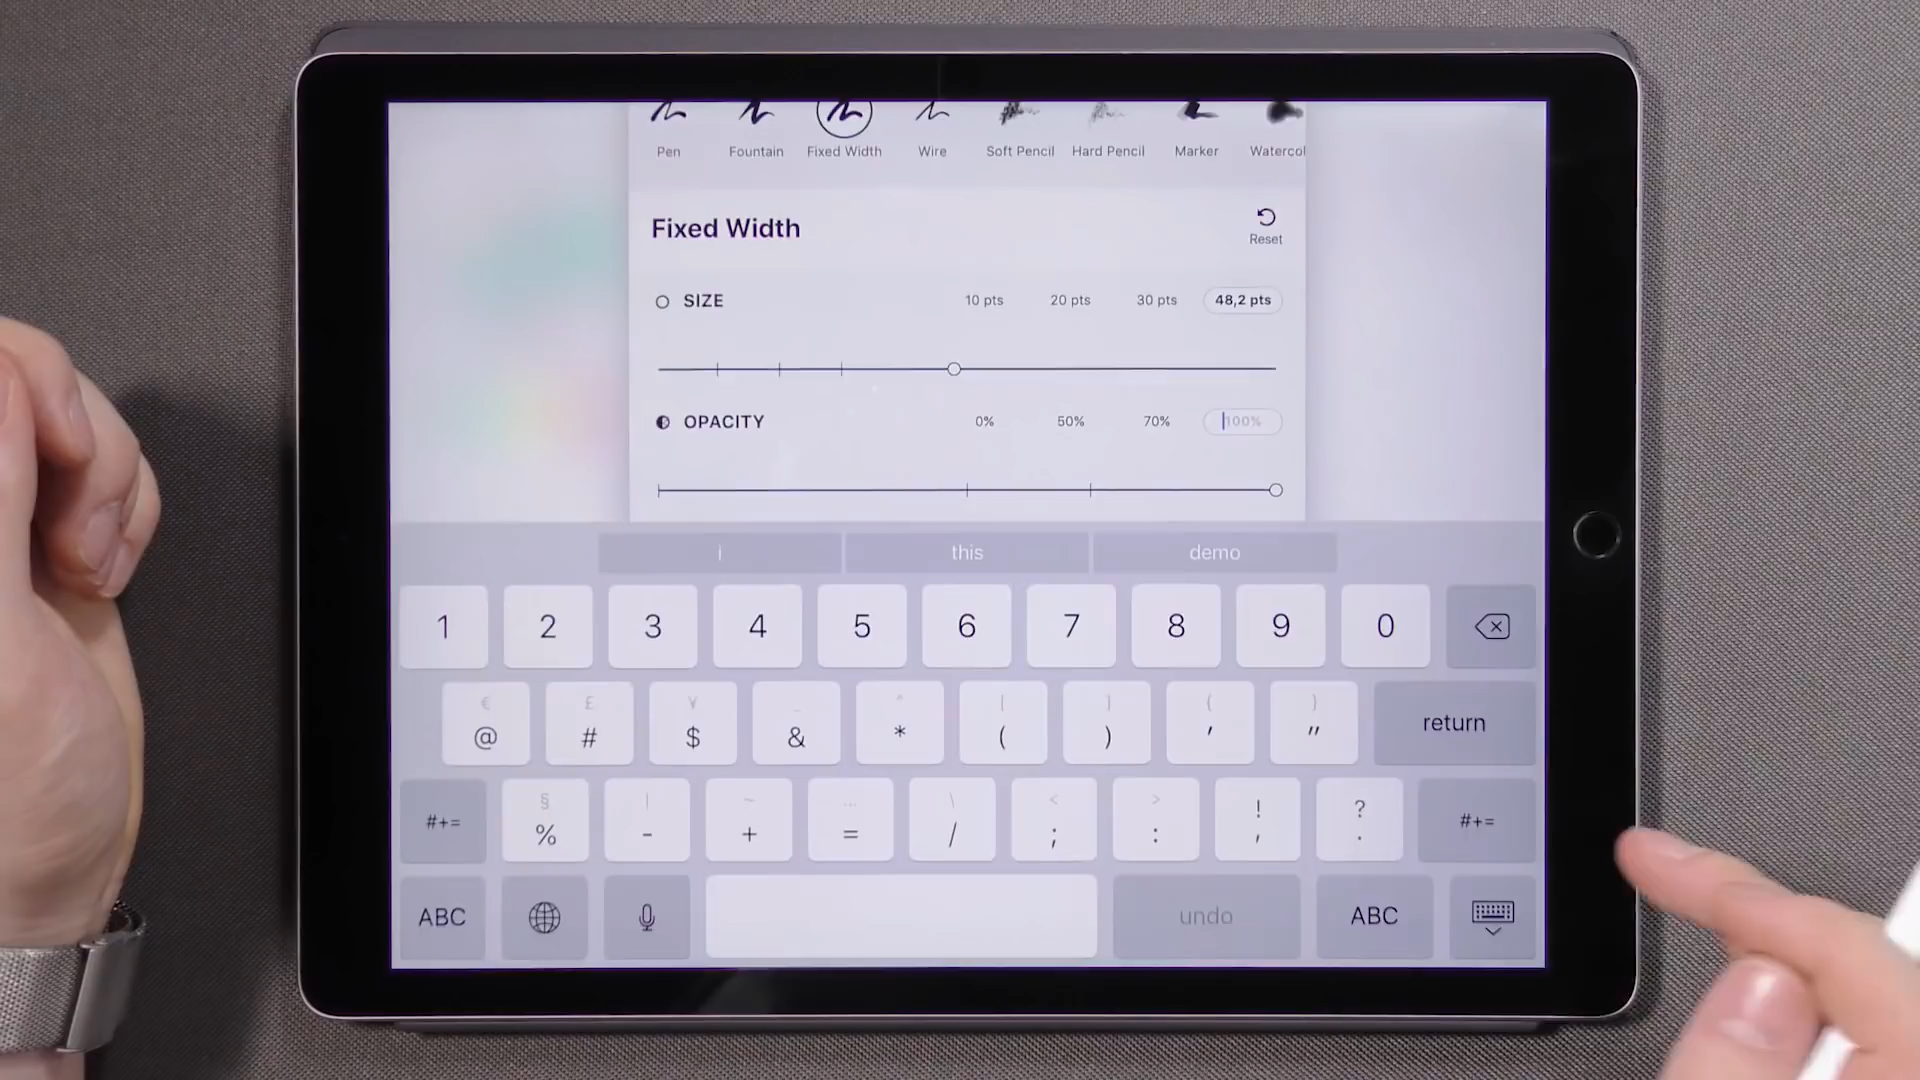 Pen Fountain Fixed Width Wire Soft Pencil Hard Pencil Marker Watercol
Fixed Width
Reset
SIZE 10 pts 20 pts 30 pts 48,2 pts
OPACITY 0% 50% 70% 100%
i this demo
1 2 3 4 5 6 7 8 9 0
€ £ ¥ _ ^ [ ] { }
@ # $ & * ( ) ' " return
§ | ~ … \ < > ! ?
#+= % - + = / ; : , . #+=
ABC undo ABC